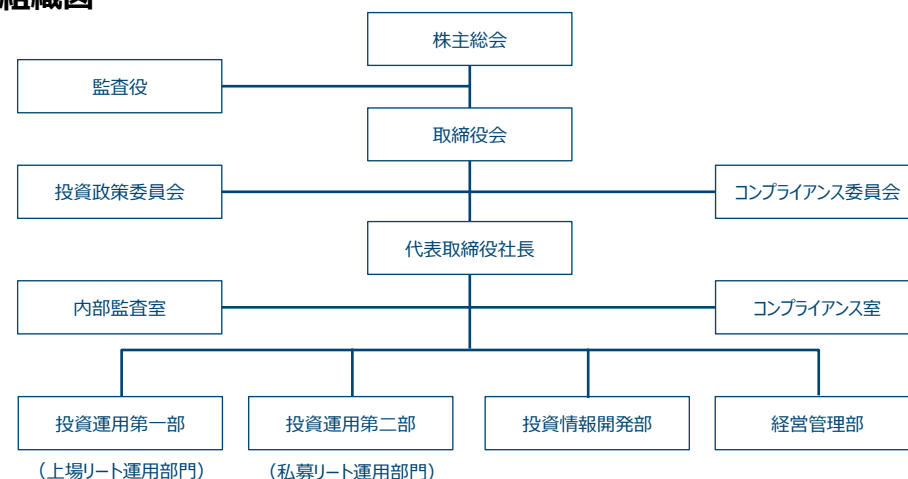 組織図
株主総会
監査役
取締役会
投資政策委員会
コンプライアンス委員会
代表取締役社長
内部監査室
コンプライアンス室
投資運用第一部
投資運用第二部
投資情報開発部
経営管理部
（上場リート運用部門）
（私募リート運用部門）